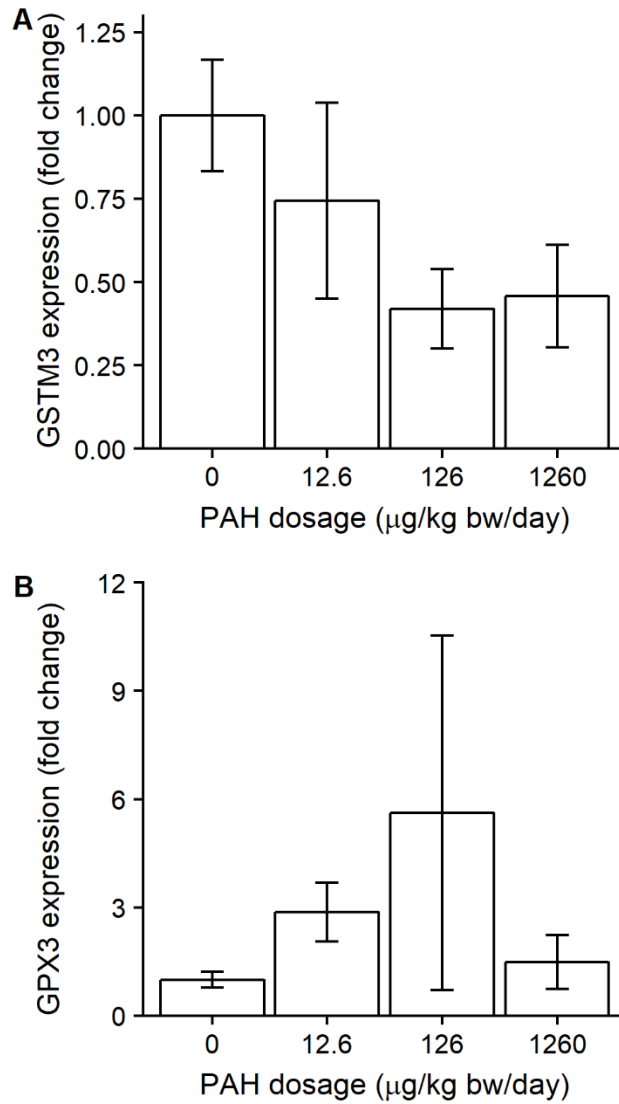 A
GSTM3 expression (fold change)
1.25
1.00
0.75
0.50
0.25
0.00
0 12.6 126 1260
PAH dosage (μg/kg bw/day)
B
GPX3 expression (fold change)
12
9
6
3
0
0 12.6 126 1260
PAH dosage (μg/kg bw/day)